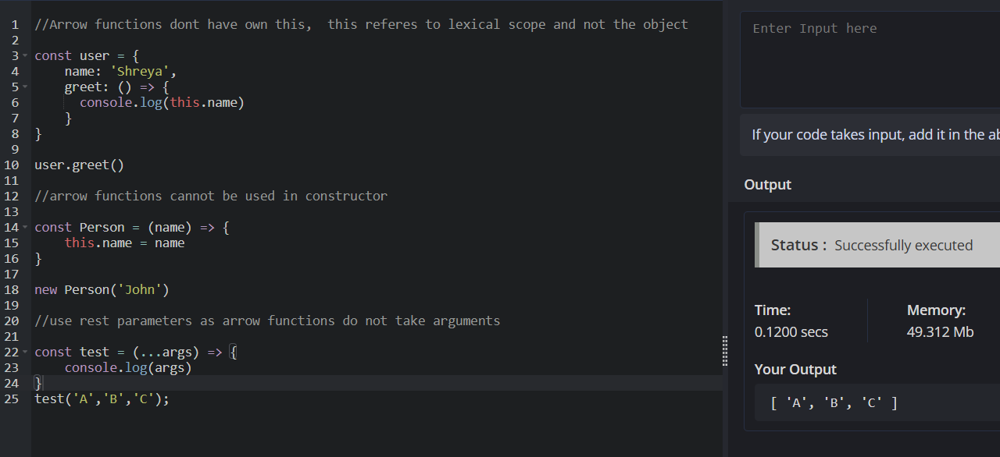 1 //Arrow functions dont have own this,  this referes to lexical scope and not the object
2
3 const user = {
4     name: 'Shreya',
5     greet: () => {
6       console.log(this.name)
7     }
8 }
9
10 user.greet()
11
12 //arrow functions cannot be used in constructor
13
14 const Person = (name) => {
15     this.name = name
16 }
17
18 new Person('John')
19
20 //use rest parameters as arrow functions do not take arguments
21
22 const test = (...args) => {
23     console.log(args)
24 }
25 test('A','B','C');
Enter Input here
If your code takes input, add it in the ab
Output
Status : Successfully executed
Time: Memory:
0.1200 secs 49.312 Mb
Your Output
[ 'A', 'B', 'C' ]